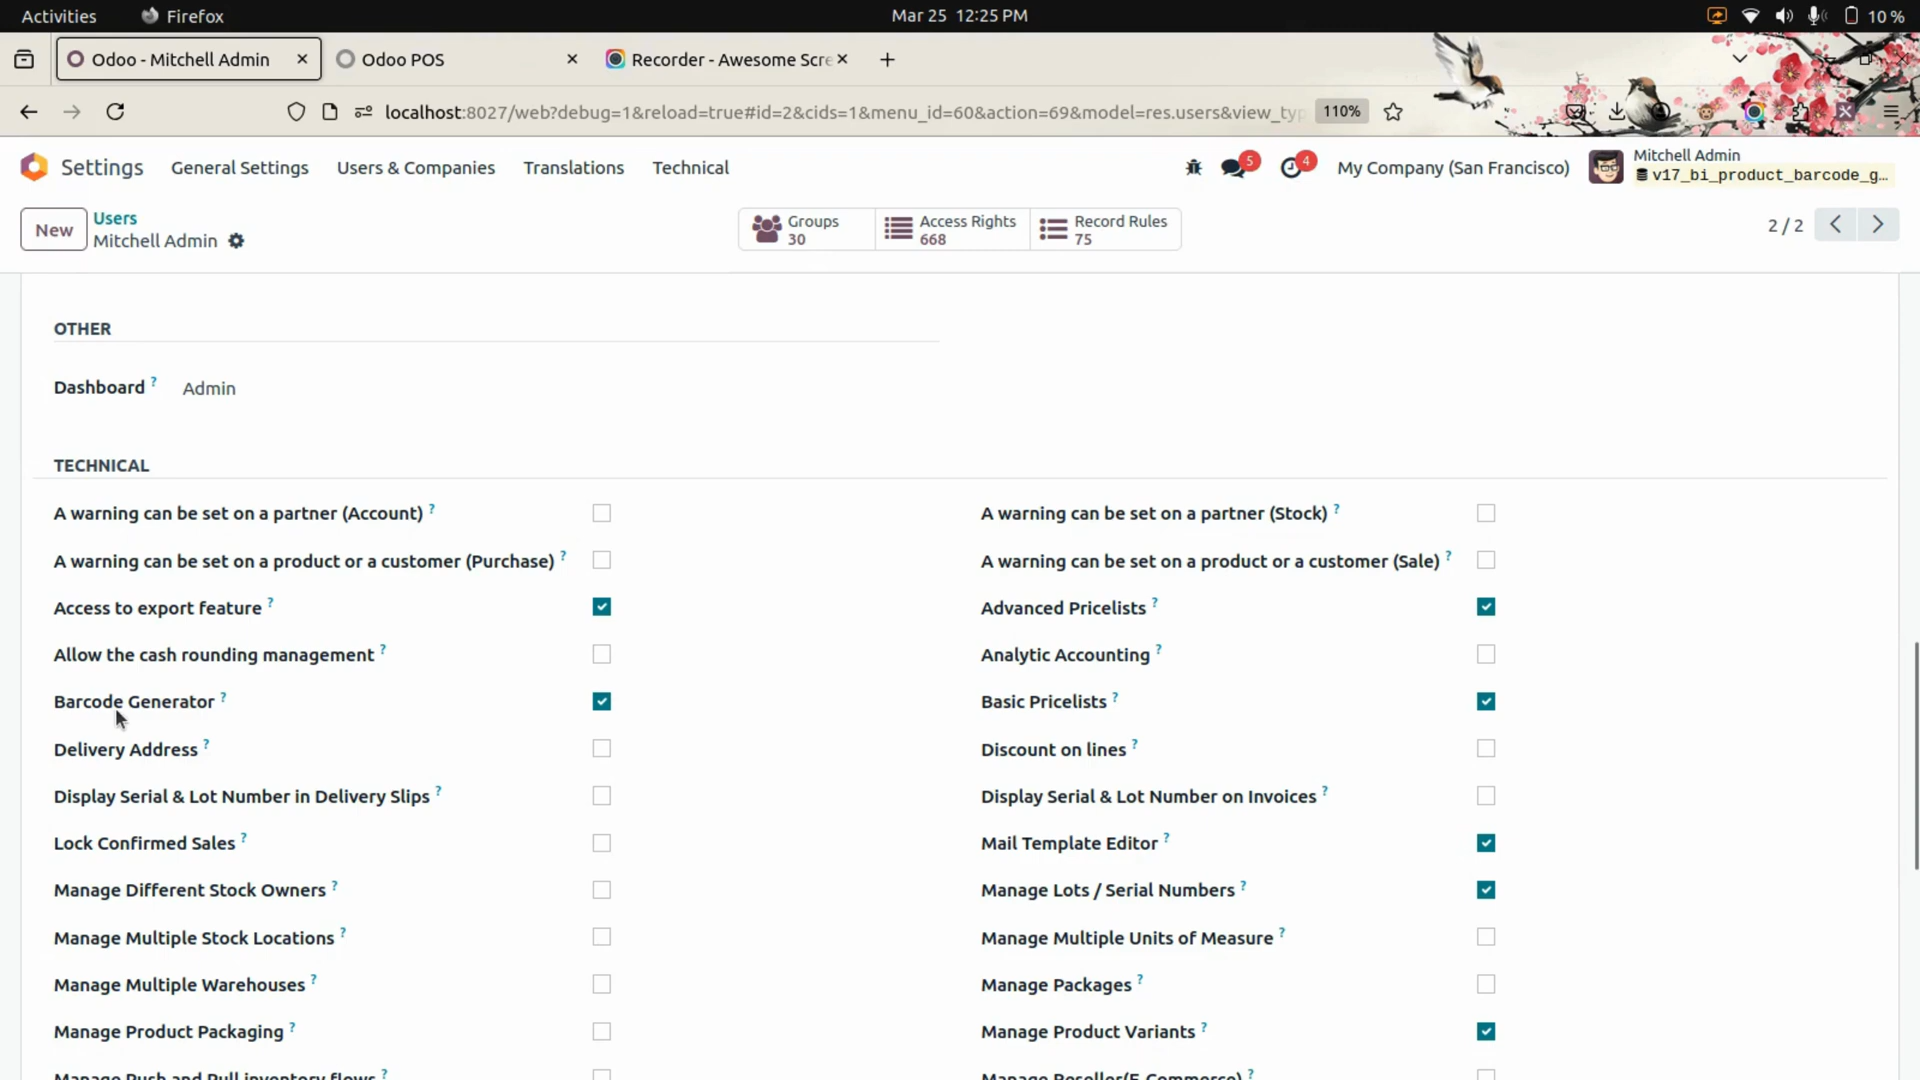 Activities Firefox Mar 25 12:25 PM 10 %
Odoo - Mitchell Admin Odoo POS Recorder - Awesome Scre
localhost:8027/web?debug=1&reload=true#id=2&cids=1&menu_id=60&action=69&model=res.users&view_typ 110%
Settings General Settings Users & Companies Translations Technical 5 4 My Company (San Francisco) Mitchell Admin
v17_bi_product_barcode_g...
New Users Groups Access Rights Record Rules 2 / 2
Mitchell Admin 30 668 75
OTHER
Dashboard ? Admin
TECHNICAL
A warning can be set on a partner (Account) ? A warning can be set on a partner (Stock) ?
A warning can be set on a product or a customer (Purchase) ? A warning can be set on a product or a customer (Sale) ?
Access to export feature ? Advanced Pricelists ?
Allow the cash rounding management ? Analytic Accounting ?
Barcode Generator ? Basic Pricelists ?
Delivery Address ? Discount on lines ?
Display Serial & Lot Number in Delivery Slips ? Display Serial & Lot Number on Invoices ?
Lock Confirmed Sales ? Mail Template Editor ?
Manage Different Stock Owners ? Manage Lots / Serial Numbers ?
Manage Multiple Stock Locations ? Manage Multiple Units of Measure ?
Manage Multiple Warehouses ? Manage Packages ?
Manage Product Packaging ? Manage Product Variants ?
Manage Push and Pull inventory flows ? Manage Reseller(E-Commerce) ?